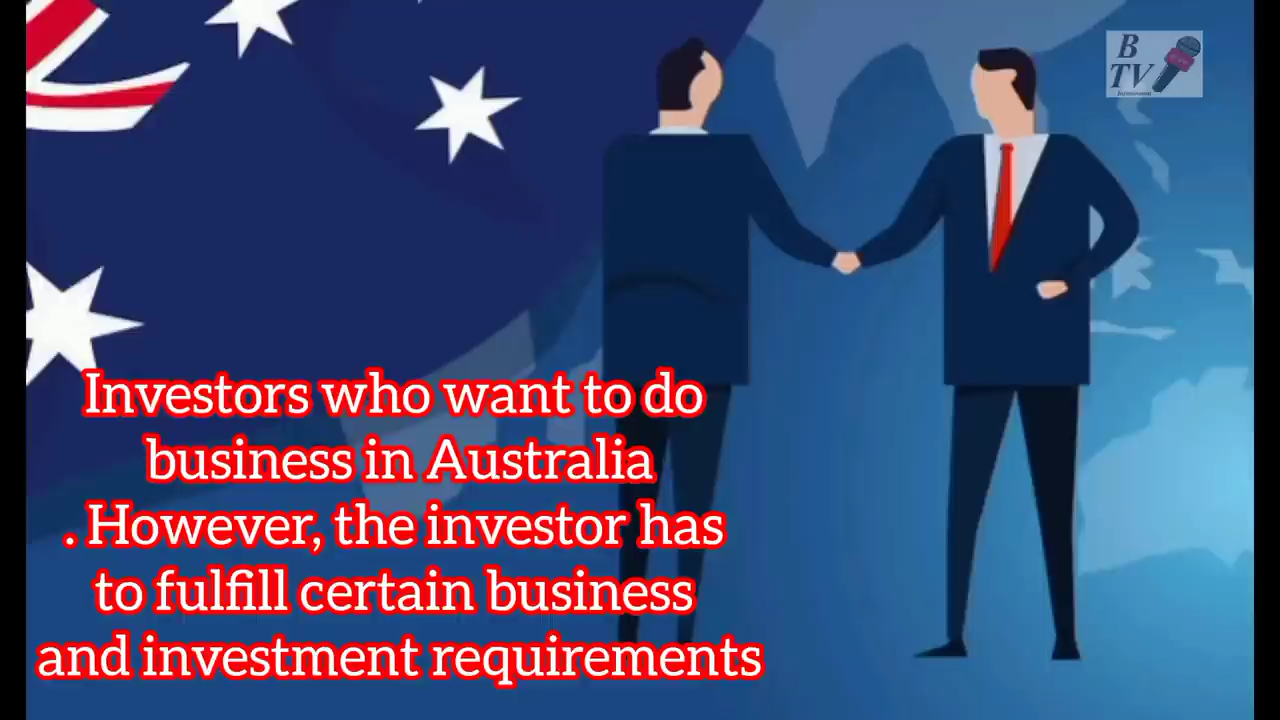 B
TV
Investors who want to do
business in Australia
. However, the investor has
to fulfill certain business
and investment requirements